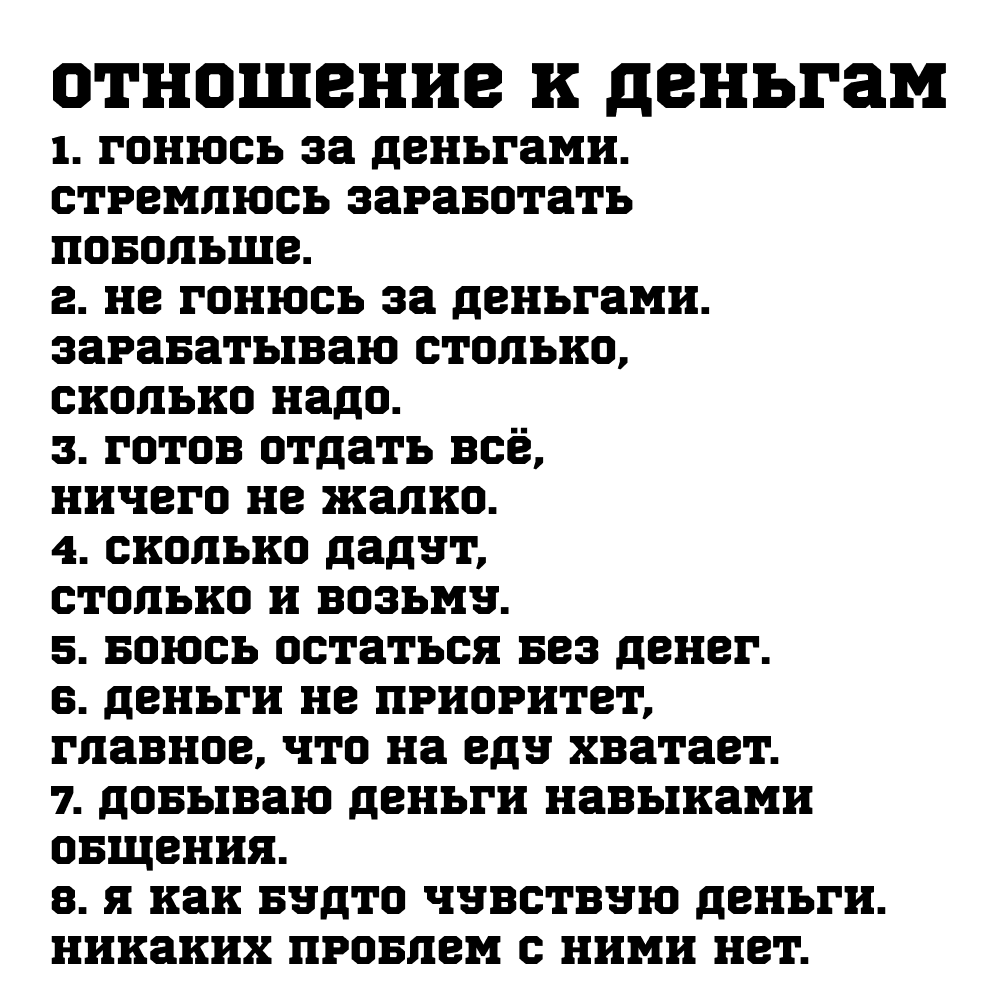 отношение к деньгам
1. гонюсь за деньгами.
стремлюсь заработать
побольше.
2. не гонюсь за деньгами.
зарабатываю столько,
сколько надо.
3. готов отдать всё,
ничего не жалко.
4. сколько дадут,
столько и возьму.
5. боюсь остаться без денег.
6. деньги не приоритет,
главное, что на еду хватает.
7. добываю деньги навыками
общения.
8. я как будто чувствую деньги.
никаких проблем с ними нет.